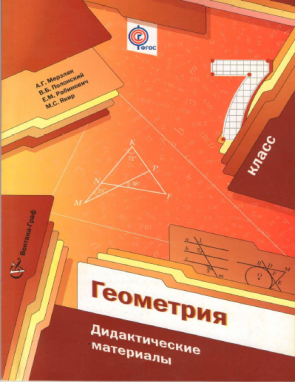 А.Г. Мерзляк
В.Б. Полонский
Е.М. Рабинович
М.С. Якир
ФГОС
7
класс
K
P
N
M
F
Вентана-Граф
Геометрия
Дидактические
материалы